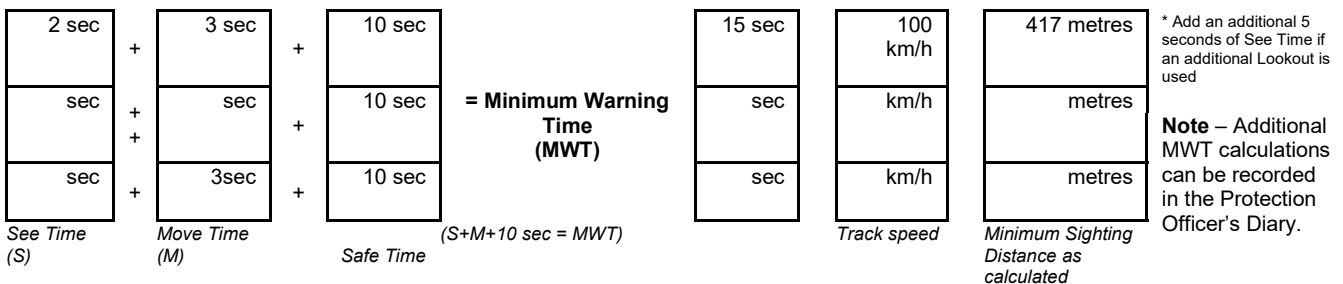 2 sec + 3 sec + 10 sec 15 sec 100 km/h 417 metres
sec + + sec + 10 sec = Minimum Warning Time (MWT) sec km/h metres
sec + 3sec + 10 sec sec km/h metres
See Time (S) Move Time (M) Safe Time (S+M+10 sec = MWT) Track speed Minimum Sighting Distance as calculated
* Add an additional 5
seconds of See Time if
an additional Lookout is
used
Note – Additional
MWT calculations
can be recorded
in the Protection
Officer's Diary.